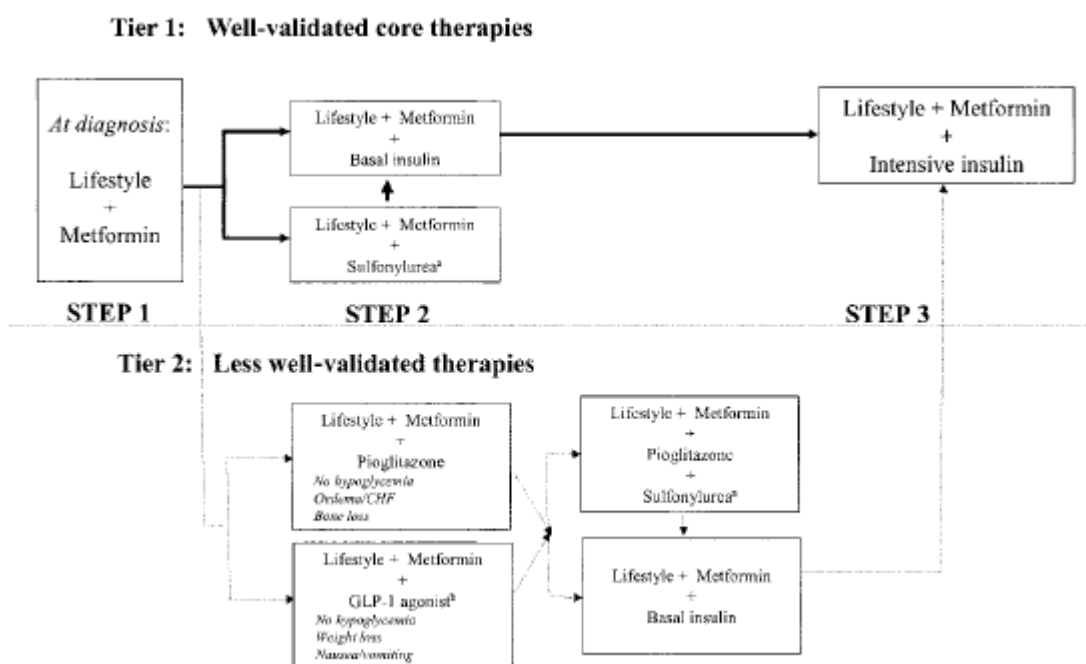 Tier 1: Well-validated core therapies
At diagnosis:
Lifestyle
+
Metformin
Lifestyle + Metformin
+
Basal insulin
Lifestyle + Metformin
+
Sulfonylureaᵃ
Lifestyle + Metformin
+
Intensive insulin
STEP 1
STEP 2
STEP 3
Tier 2: Less well-validated therapies
Lifestyle + Metformin
+
Pioglitazone
No hypoglycemia
Oedema/CHF
Bone loss
Lifestyle + Metformin
+
GLP-1 agonistᵇ
No hypoglycemia
Weight loss
Nausea/vomiting
Lifestyle + Metformin
+
Pioglitazone
+
Sulfonylureaᵃ
Lifestyle + Metformin
+
Basal insulin